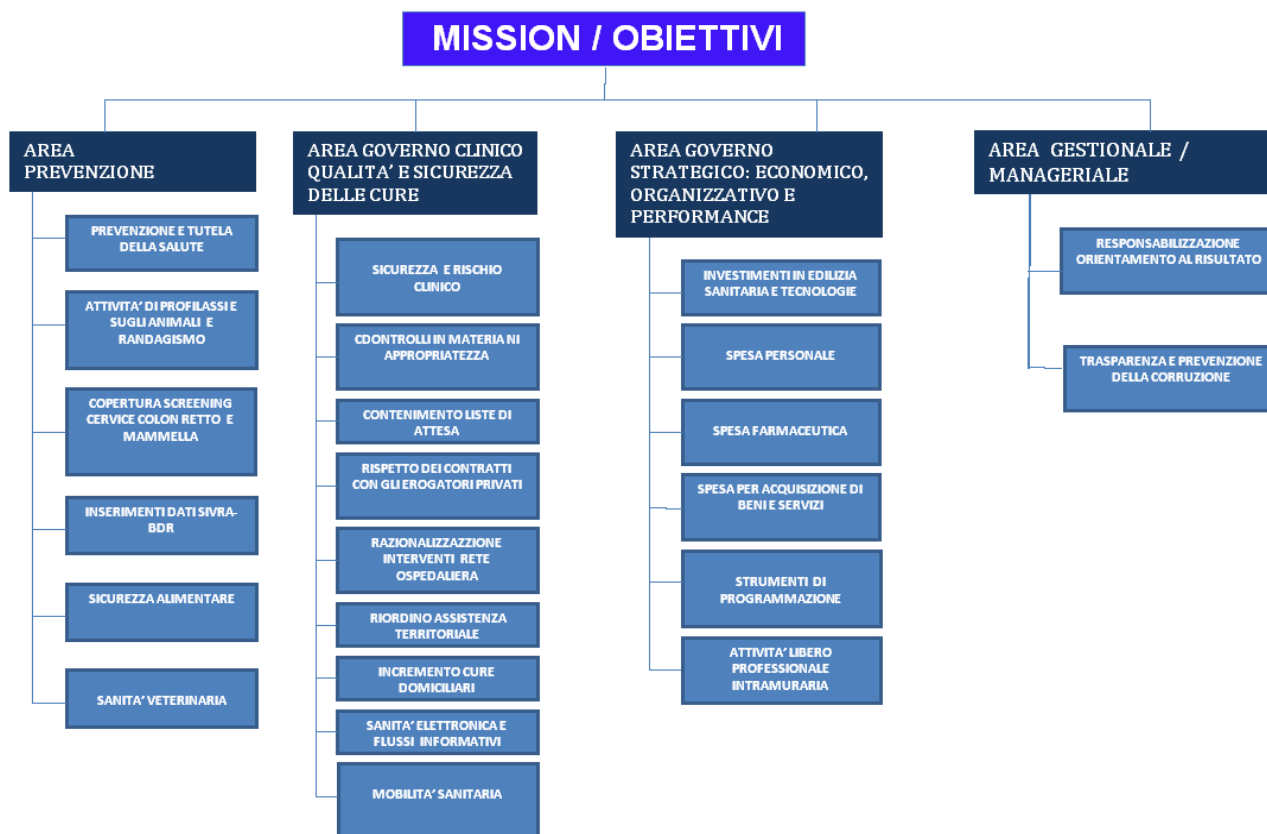 MISSION / OBIETTIVI
AREA
PREVENZIONE
PREVENZIONE E TUTELA
DELLA SALUTE
ATTIVITA’ DI PROFILASSI E
SUGLI ANIMALI E
RANDAGISMO
COPERTURA SCREENING
CERVICE COLON RETTO E
MAMMELLA
INSERIMENTI DATI SIVRA-
BDR
SICUREZZA ALIMENTARE
SANITA’ VETERINARIA
AREA GOVERNO CLINICO
QUALITA’ E SICUREZZA
DELLE CURE
SICUREZZA E RISCHIO
CLINICO
CDONTROLLI IN MATERIA NI
APPROPRIATEZZA
CONTENIMENTO LISTE DI
ATTESA
RISPETTO DEI CONTRATTI
CON GLI EROGATORI PRIVATI
RAZIONALIZZAZZIONE
INTERVENTI RETE
OSPEDALIERA
RIORDINO ASSISTENZA
TERRITORIALE
INCREMENTO CURE
DOMICILIARI
SANITA’ ELETTRONICA E
FLUSSI INFORMATIVI
MOBILITA’ SANITARIA
AREA GOVERNO
STRATEGICO: ECONOMICO,
ORGANIZZATIVO E
PERFORMANCE
INVESTIMENTI IN EDILIZIA
SANITARIA E TECNOLOGIE
SPESA PERSONALE
SPESA FARMACEUTICA
SPESA PER ACQUISIZIONE DI
BENI E SERVIZI
STRUMENTI DI
PROGRAMMAZIONE
ATTIVITA’ LIBERO
PROFESSIONALE
INTRAMURARIA
AREA GESTIONALE /
MANAGERIALE
RESPONSABILIZZAZIONE
ORIENTAMENTO AL RISULTATO
TRASPARENZA E PREVENZIONE
DELLA CORRUZIONE